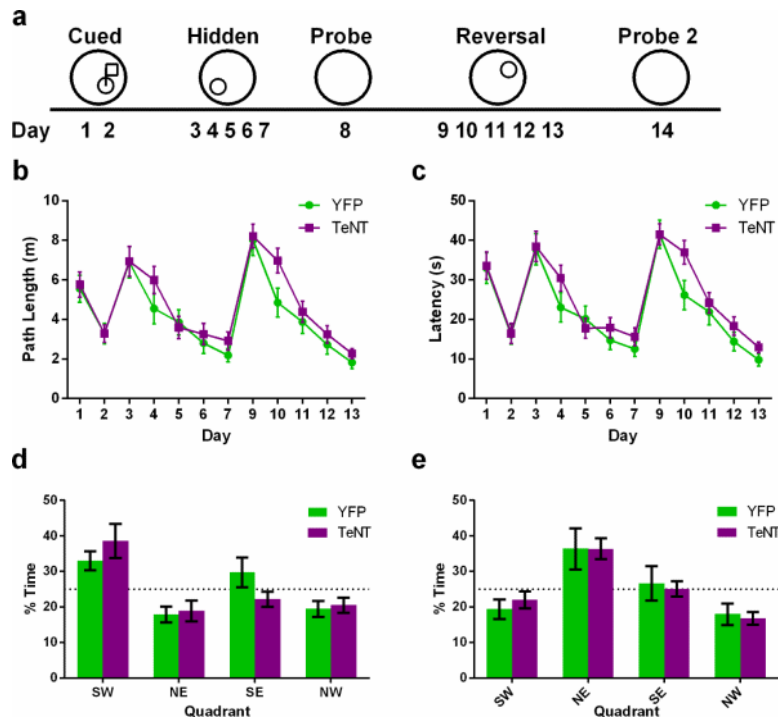 a
Cued Hidden Probe Reversal Probe 2
Day 1 2 3 4 5 6 7 8 9 10 11 12 13 14
b
10
8
6
4
2
0
Path Length (m)
YFP
TeNT
1 2 3 4 5 6 7 9 10 11 12 13
Day
c
50
40
30
20
10
0
Latency (s)
YFP
TeNT
1 2 3 4 5 6 7 9 10 11 12 13
Day
d
50
40
30
20
10
0
% Time
YFP
TeNT
SW NE SE NW
Quadrant
e
50
40
30
20
10
0
% Time
YFP
TeNT
SW NE SE NW
Quadrant